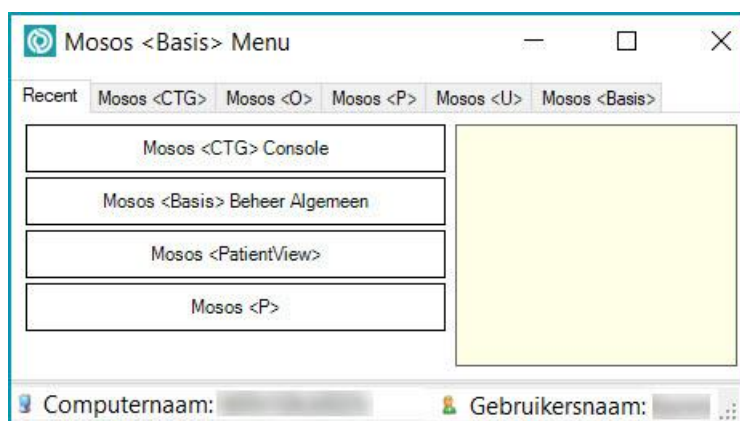 Mosos <Basis> Menu
Recent Mosos <CTG> Mosos <O> Mosos <P> Mosos <U> Mosos <Basis>
Mosos <CTG> Console
Mosos <Basis> Beheer Algemeen
Mosos <PatientView>
Mosos <P>
Computernaam: Gebruikersnaam: